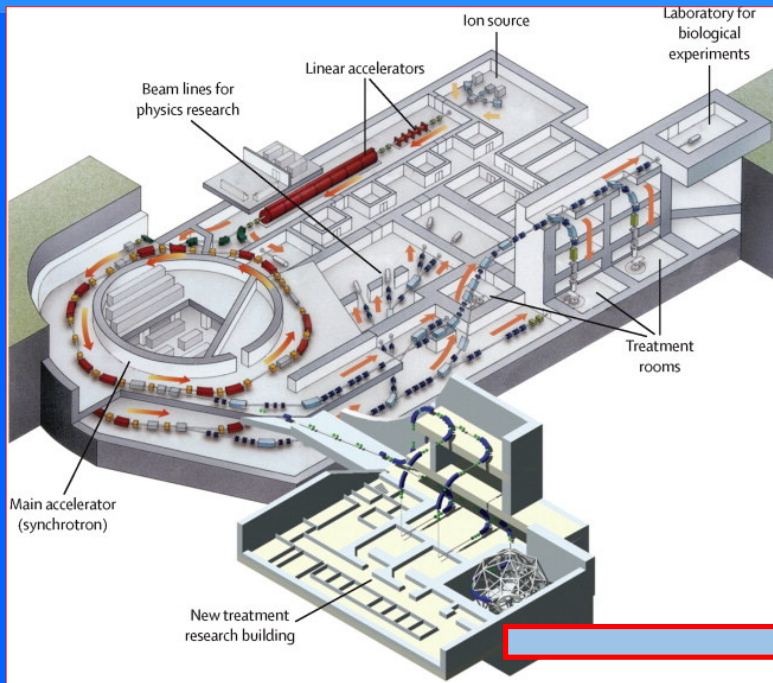 Ion source
Laboratory for
biological
experiments
Linear accelerators
Beam lines for
physics research
Treatment
rooms
Main accelerator
(synchrotron)
New treatment
research building